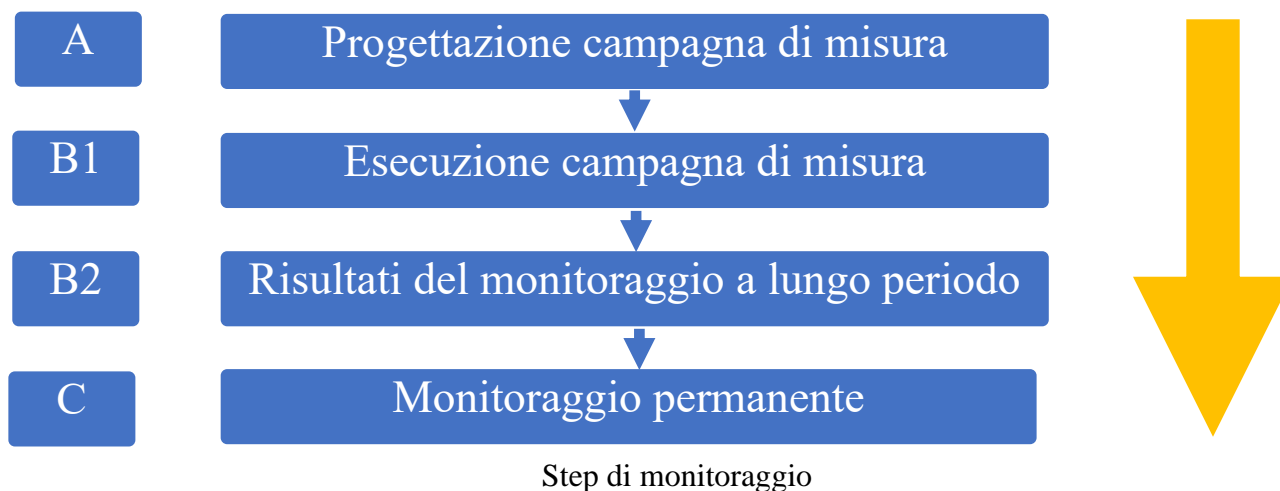 A
Progettazione campagna di misura
B1
Esecuzione campagna di misura
B2
Risultati del monitoraggio a lungo periodo
C
Monitoraggio permanente
Step di monitoraggio